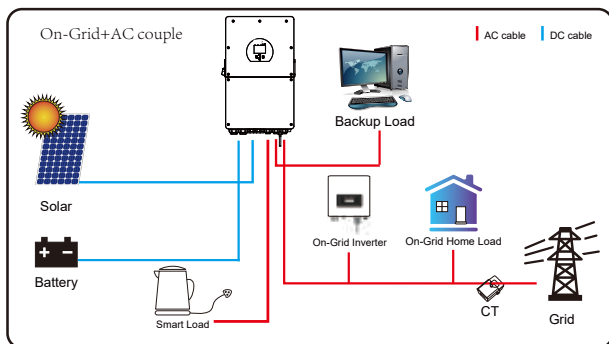 On-Grid+AC couple
AC cable
DC cable
Backup Load
Solar
On-Grid Inverter
On-Grid Home Load
Battery
Smart Load
CT
Grid